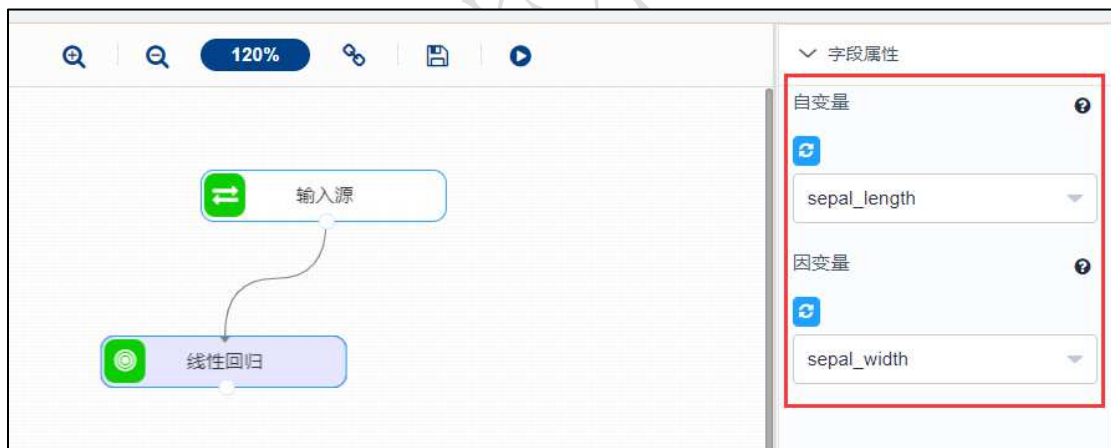 120%
字段属性
自变量
sepal_length
因变量
sepal_width
输入源
线性回归